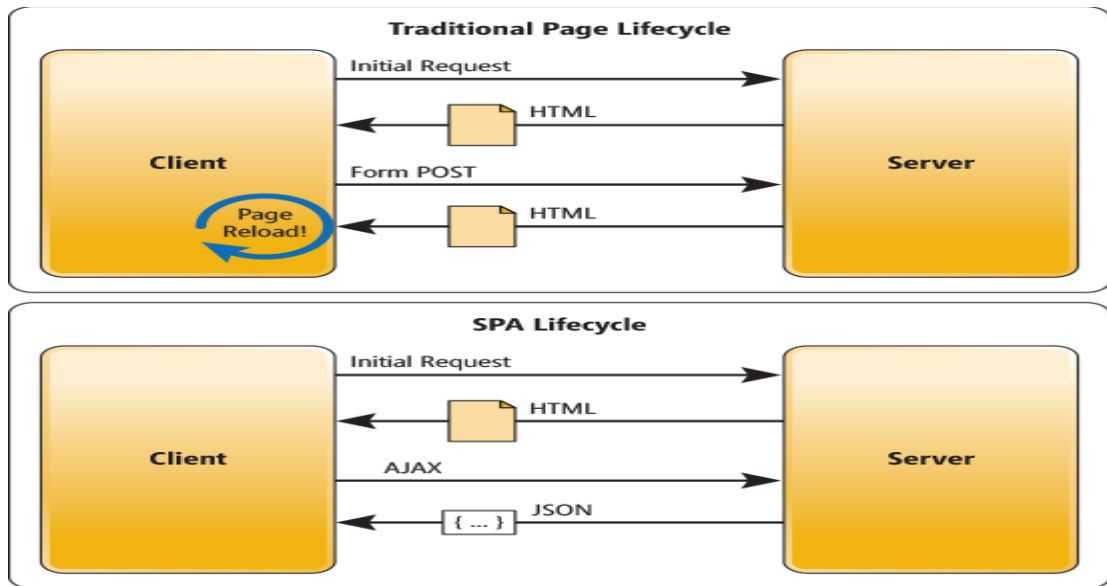 Traditional Page Lifecycle
Initial Request
HTML
Client
Server
Form POST
Page
Reload!
HTML
SPA Lifecycle
Initial Request
HTML
Client
Server
AJAX
JSON
{ ... }